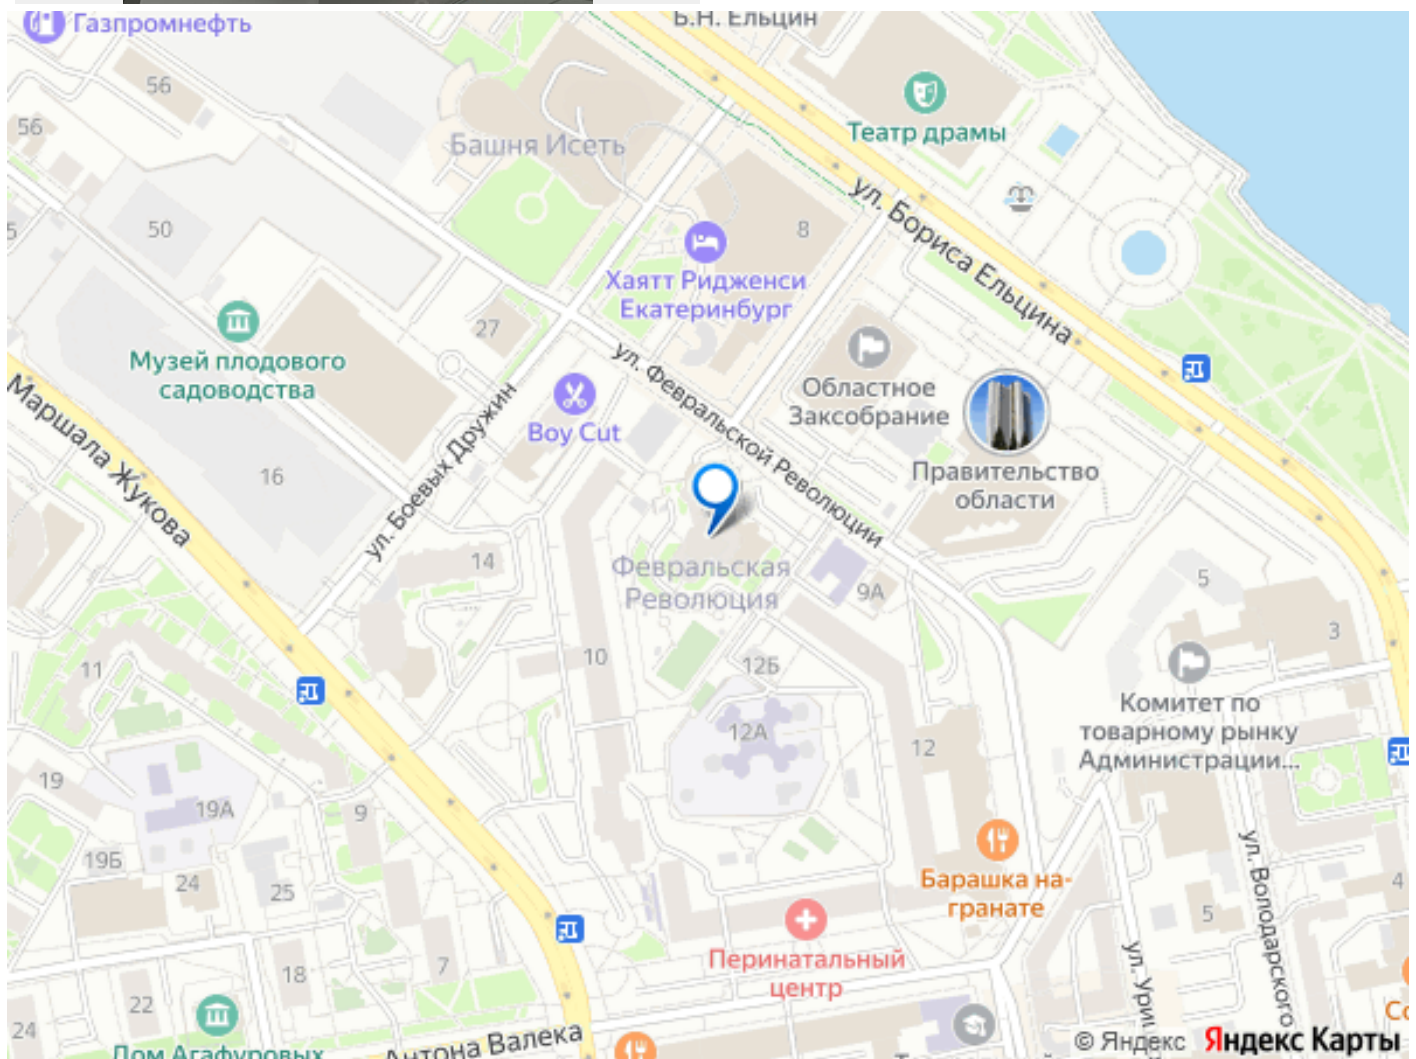 Газпромнефть
Б.Н. Ельцин
56
56
Башня Исеть
Театр драмы
ул. Бориса Ельцина
5
50
8
Хаятт Ридженси
Екатеринбург
27
Музей плодового
садоводства
ул. Февральской Революции
Областное
Заксобрание
Boy Cut
Маршала Жукова
ул. Боевых Дружин
16
Правительство
области
14
Февральская
Революция
9А
5
3
11
10
12Б
12А
12
Комитет по
товарному рынку
Администрации...
19
19А
9
19Б
24
25
Барашка на-
гранате
ул. Володарского
4
5
Перинатальный
центр
7
18
22
24
Дом Агафуровых
Антона Валека
ул. Ури
Со
© Яндекс Яндекс Карты